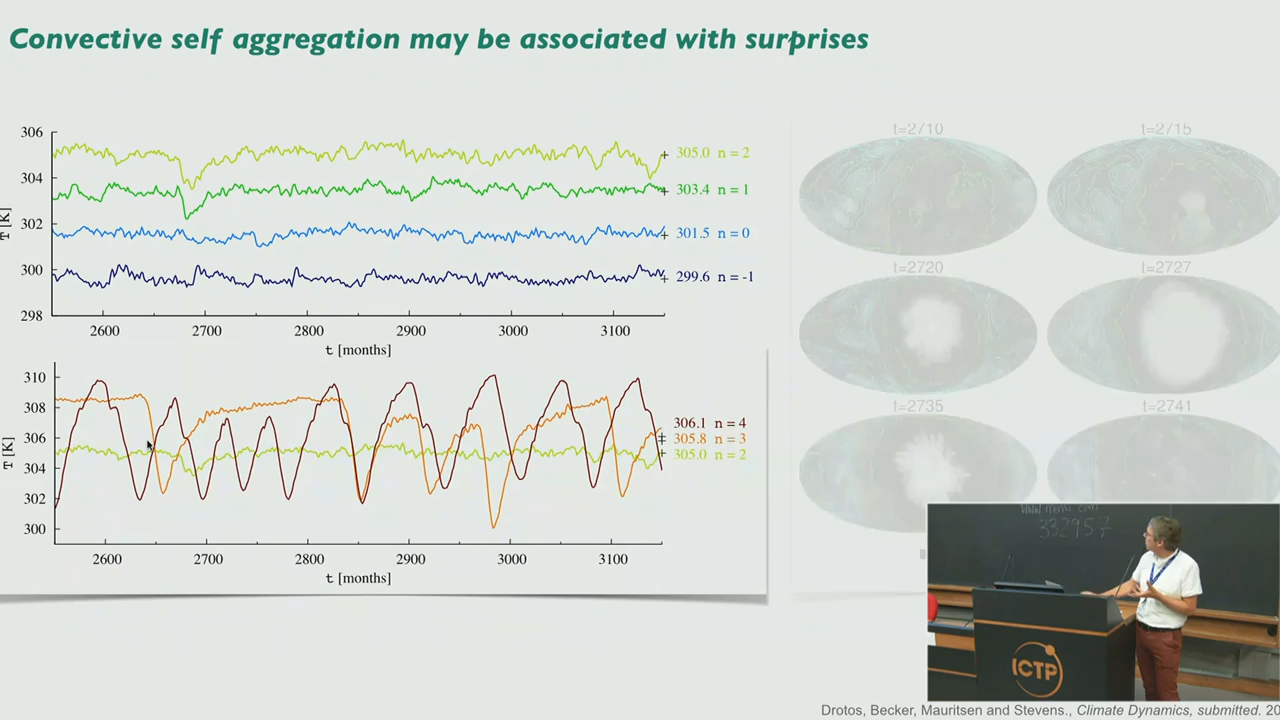 Convective self aggregation may be associated with surprises
306
304
302
300
298
T [K]
305.0 n = 2
303.4 n = 1
301.5 n = 0
299.6 n = -1
2600 2700 2800 2900 3000 3100
t [months]
310
308
306
304
302
300
T [K]
306.1 n = 4
305.8 n = 3
305.0 n = 2
2600 2700 2800 2900 3000 3100
t [months]
t=2710 t=2715
t=2720 t=2727
t=2735 t=2741
332957
ICTP
Drotos, Becker, Mauritsen and Stevens., Climate Dynamics, submitted. 20